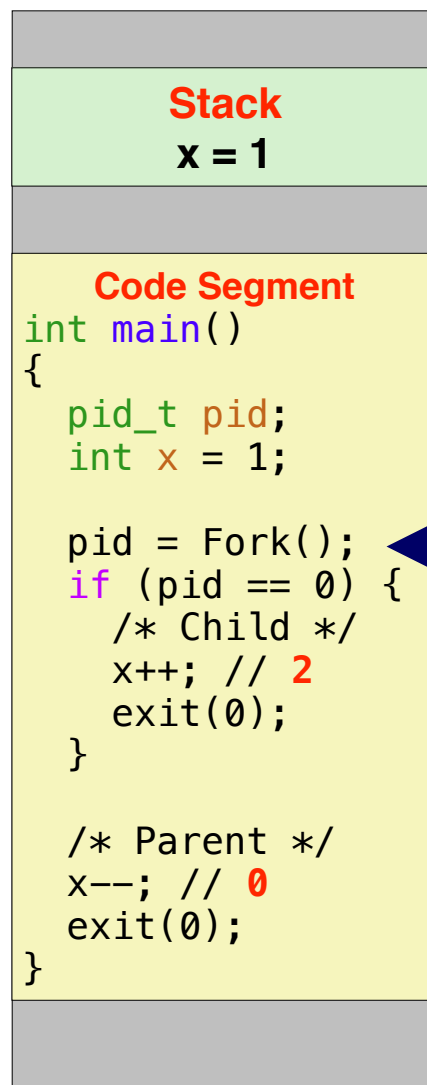 Stack
x = 1
Code Segment
int main()
{
  pid_t pid;
  int x = 1;

  pid = Fork();
  if (pid == 0) {
    /* Child */
    x++; // 2
    exit(0);
  }

  /* Parent */
  x--; // 0
  exit(0);
}